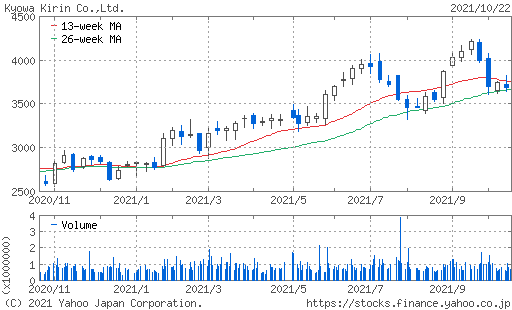 Kyowa Kirin Co.,Ltd. 2021/10/22
4500
13-week MA
26-week MA
4000
3500
3000
2500
2020/11 2021/1 2021/3 2021/5 2021/7 2021/9
4
Volume
3
2
1
0
(x1000000)
2020/11 2021/1 2021/3 2021/5 2021/7 2021/9
(C) 2021 Yahoo Japan Corporation. https://stocks.finance.yahoo.co.jp/